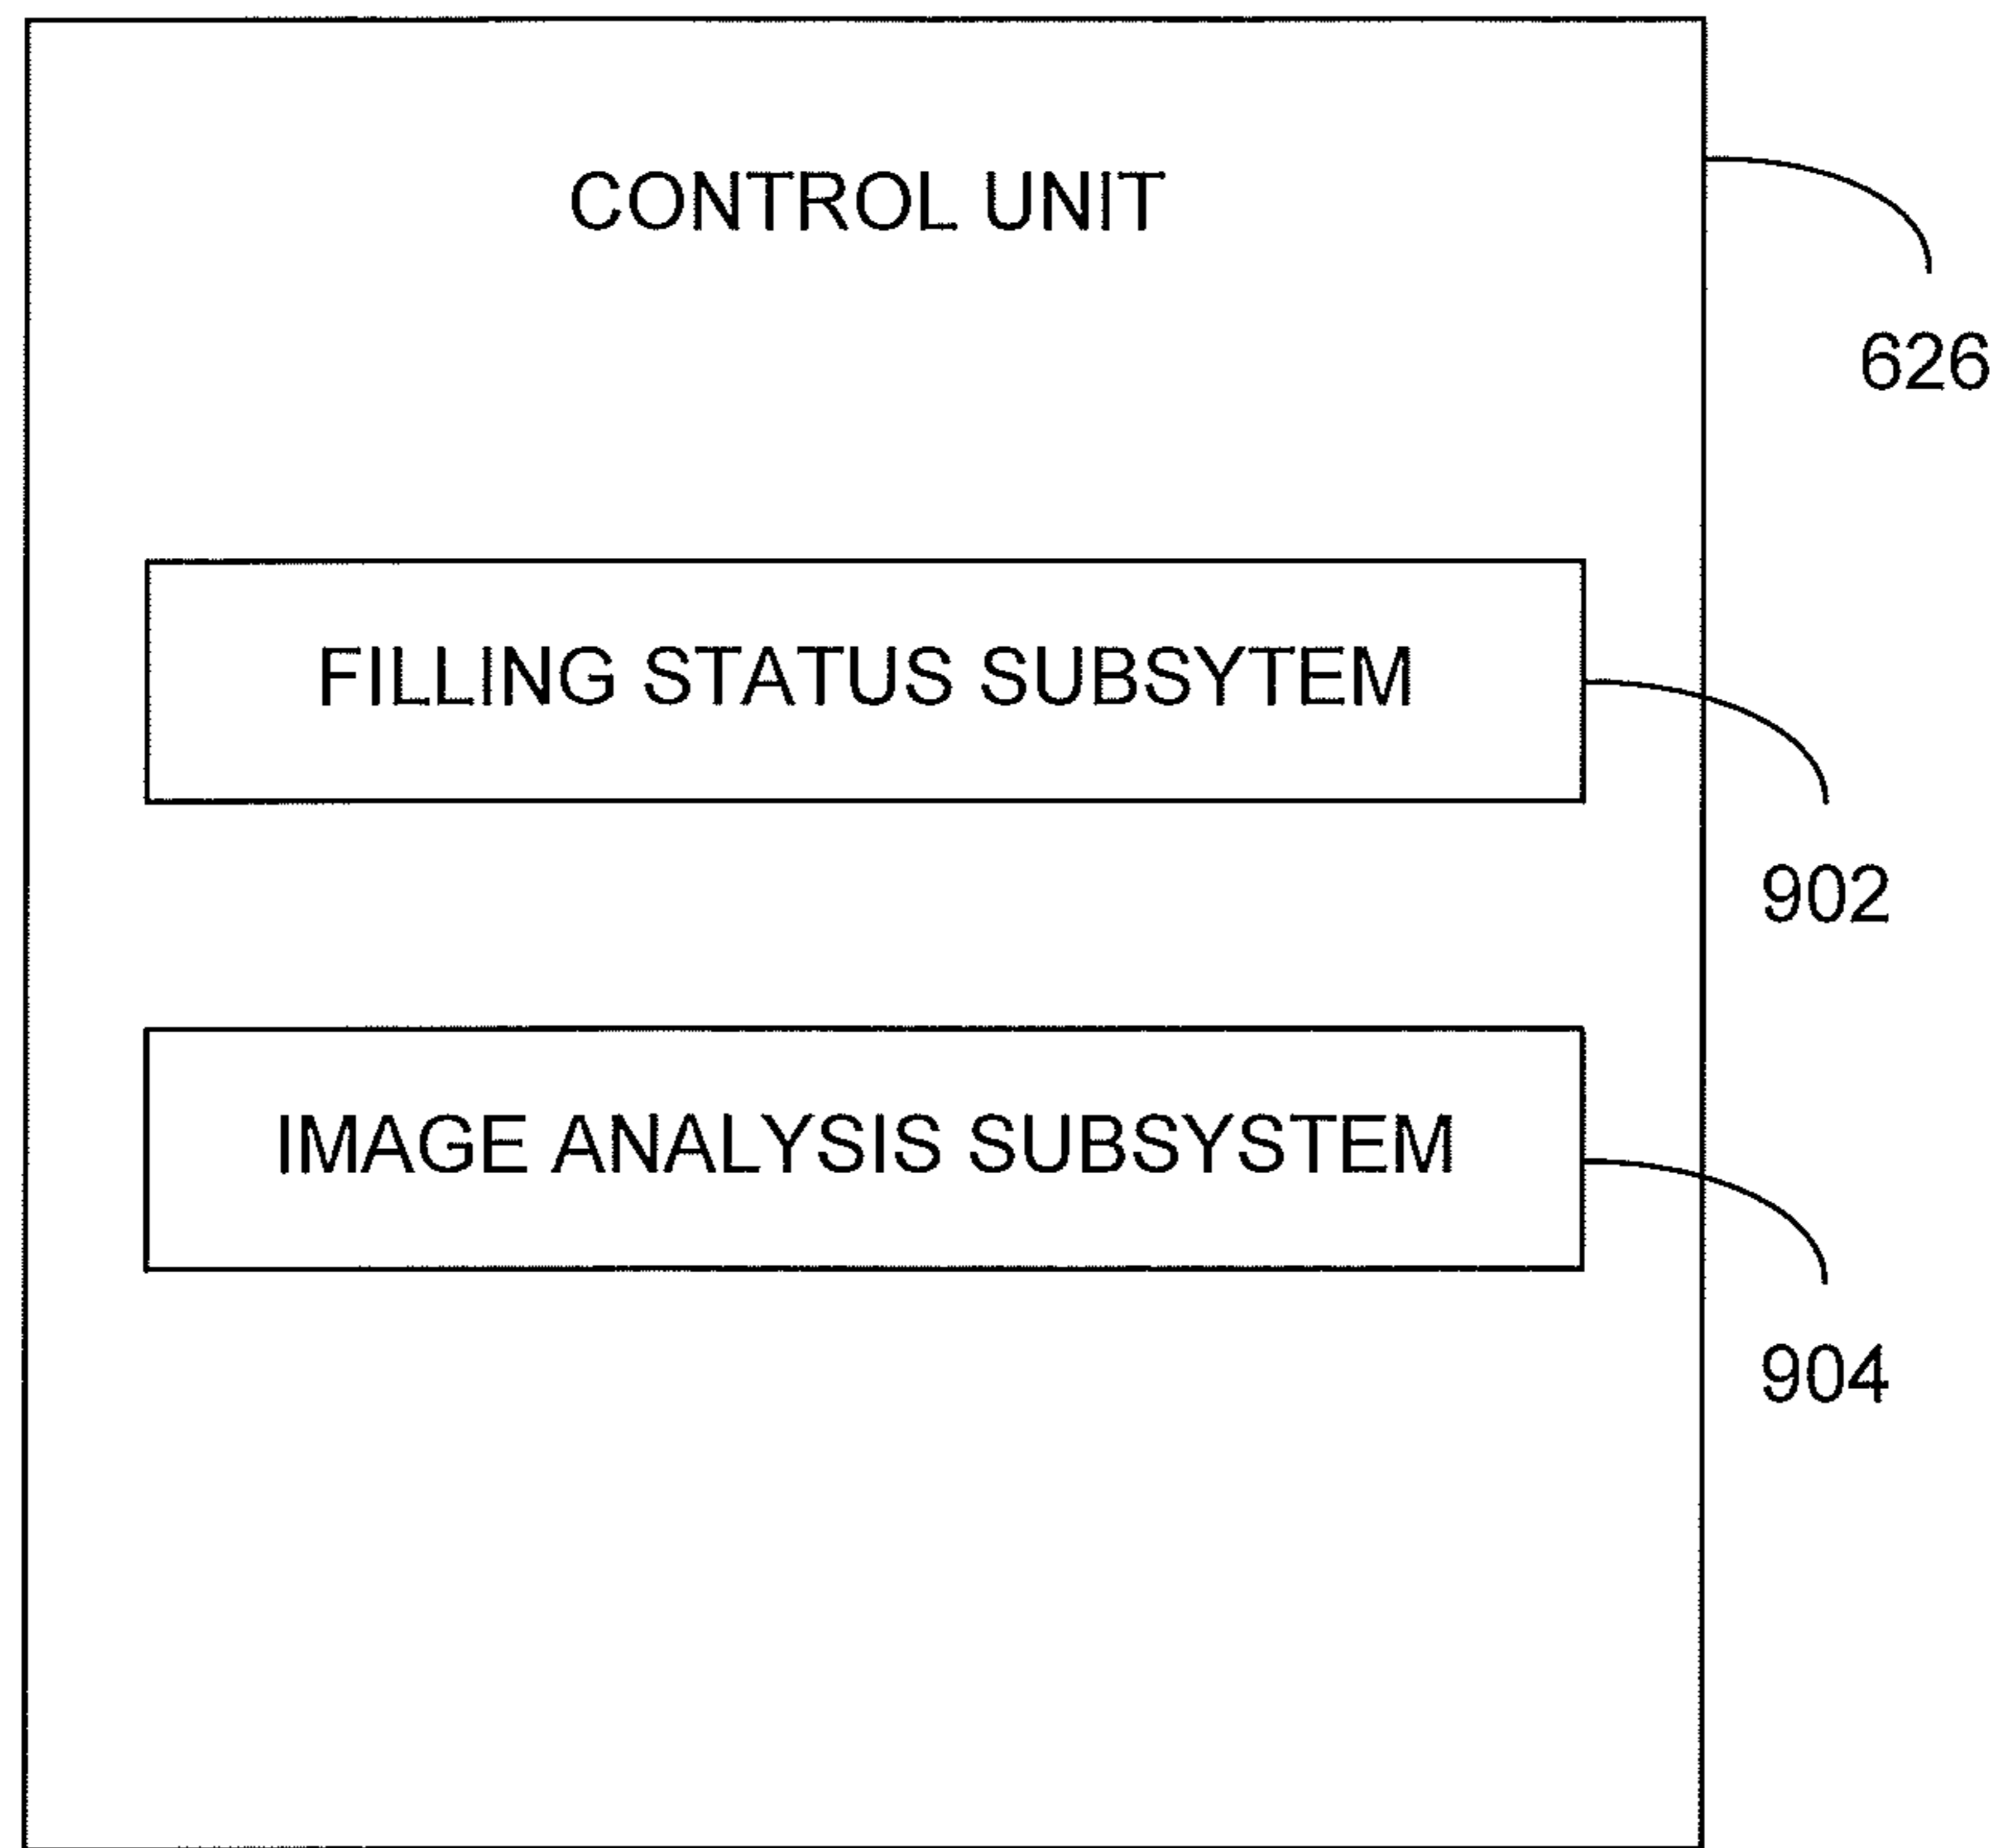 CONTROL UNIT
626
FILLING STATUS SUBSYTEM
902
IMAGE ANALYSIS SUBSYSTEM
904